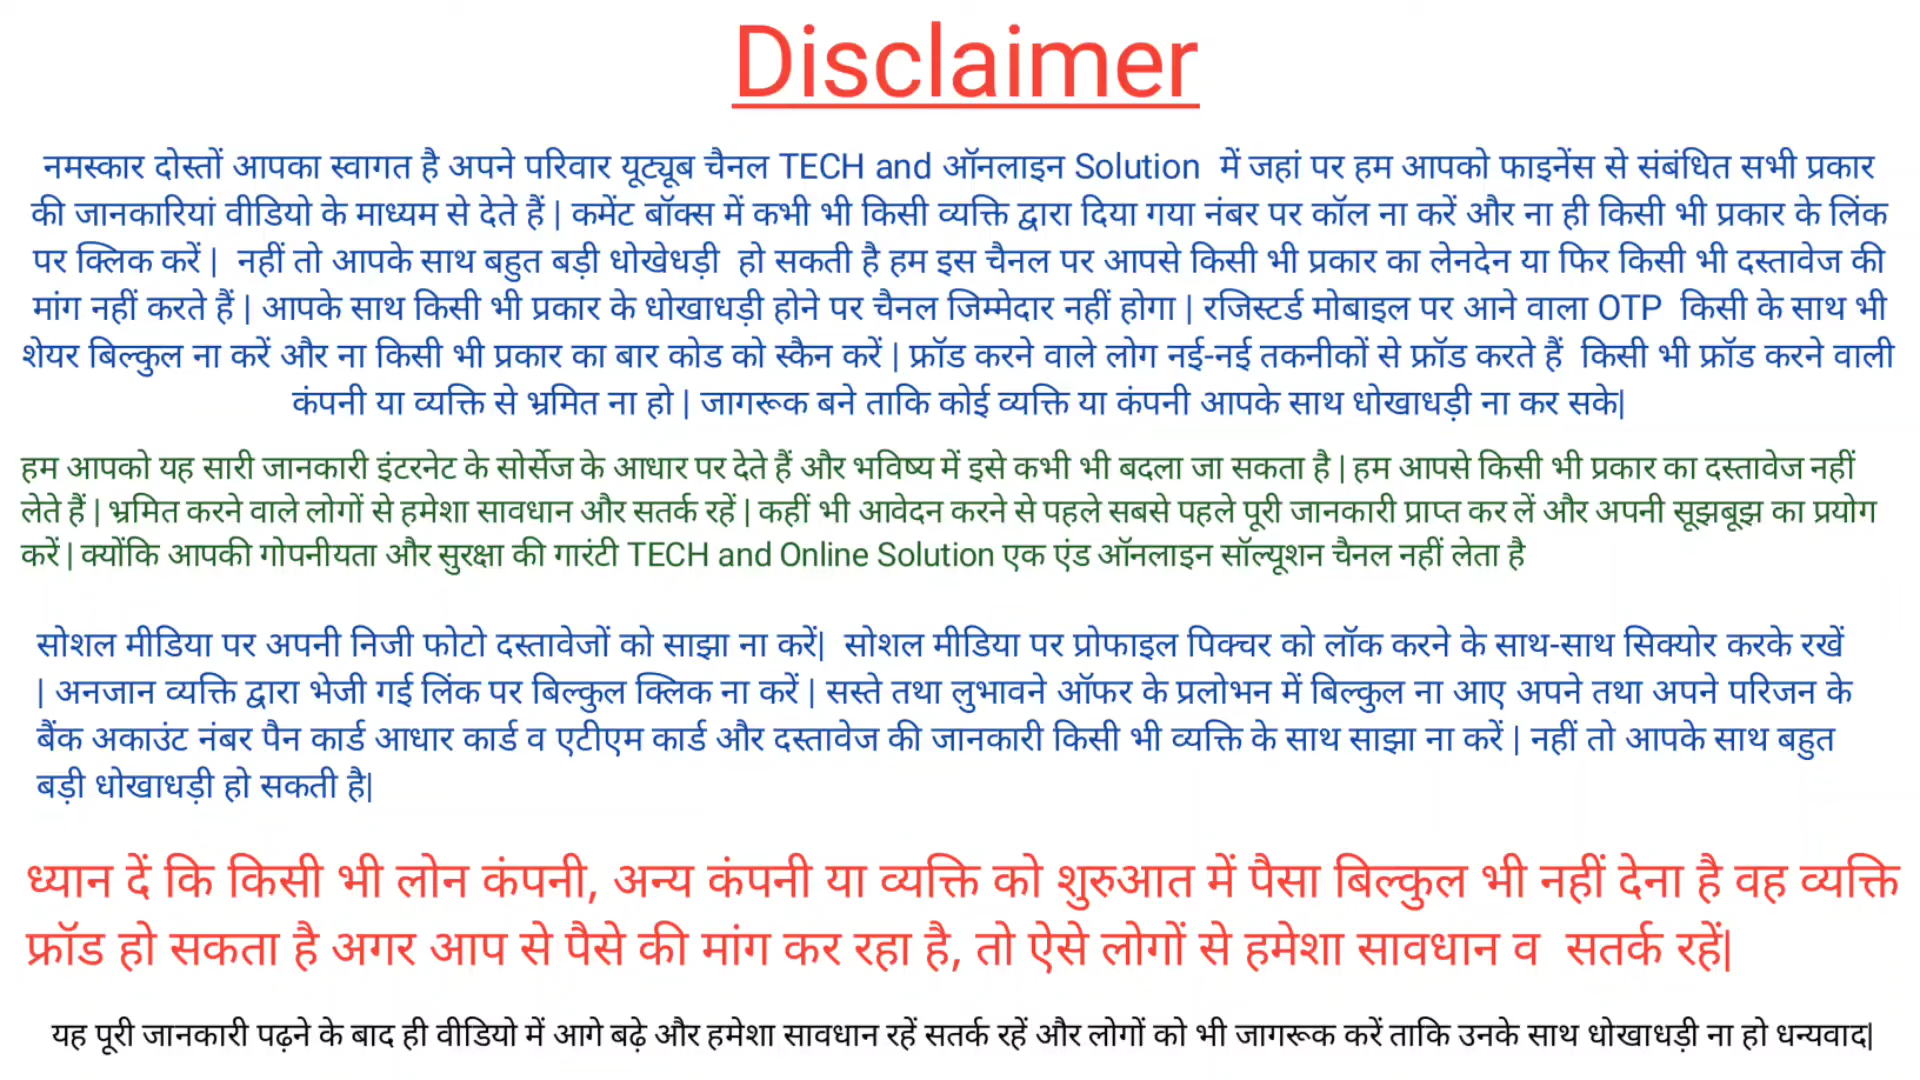 Disclaimer
नमस्कार दोस्तों आपका स्वागत है अपने परिवार यूट्यूब चैनल TECH and ऑनलाइन Solution में जहां पर हम आपको फाइनेंस से संबंधित सभी प्रकार
की जानकारियां वीडियो के माध्यम से देते हैं | कमेंट बॉक्स में कभी भी किसी व्यक्ति द्वारा दिया गया नंबर पर कॉल ना करें और ना ही किसी भी प्रकार के लिंक
पर क्लिक करें | नहीं तो आपके साथ बहुत बड़ी धोखेधड़ी हो सकती है हम इस चैनल पर आपसे किसी भी प्रकार का लेनदेन या फिर किसी भी दस्तावेज की
मांग नहीं करते हैं | आपके साथ किसी भी प्रकार के धोखाधड़ी होने पर चैनल जिम्मेदार नहीं होगा | रजिस्टर्ड मोबाइल पर आने वाला OTP किसी के साथ भी
शेयर बिल्कुल ना करें और ना किसी भी प्रकार का बार कोड को स्कैन करें | फ्रॉड करने वाले लोग नई-नई तकनीकों से फ्रॉड करते हैं किसी भी फ्रॉड करने वाली
कंपनी या व्यक्ति से भ्रमित ना हो | जागरूक बने ताकि कोई व्यक्ति या कंपनी आपके साथ धोखाधड़ी ना कर सके|
हम आपको यह सारी जानकारी इंटरनेट के सोर्सेज के आधार पर देते हैं और भविष्य में इसे कभी भी बदला जा सकता है | हम आपसे किसी भी प्रकार का दस्तावेज नहीं
लेते हैं | भ्रमित करने वाले लोगों से हमेशा सावधान और सतर्क रहें | कहीं भी आवेदन करने से पहले सबसे पहले पूरी जानकारी प्राप्त कर लें और अपनी सूझबूझ का प्रयोग
करें | क्योंकि आपकी गोपनीयता और सुरक्षा की गारंटी TECH and Online Solution एक एंड ऑनलाइन सॉल्यूशन चैनल नहीं लेता है
सोशल मीडिया पर अपनी निजी फोटो दस्तावेजों को साझा ना करें| सोशल मीडिया पर प्रोफाइल पिक्चर को लॉक करने के साथ-साथ सिक्योर करके रखें
| अनजान व्यक्ति द्वारा भेजी गई लिंक पर बिल्कुल क्लिक ना करें | सस्ते तथा लुभावने ऑफर के प्रलोभन में बिल्कुल ना आए अपने तथा अपने परिजन के
बैंक अकाउंट नंबर पैन कार्ड आधार कार्ड व एटीएम कार्ड और दस्तावेज की जानकारी किसी भी व्यक्ति के साथ साझा ना करें | नहीं तो आपके साथ बहुत
बड़ी धोखाधड़ी हो सकती है|
ध्यान दें कि किसी भी लोन कंपनी, अन्य कंपनी या व्यक्ति को शुरुआत में पैसा बिल्कुल भी नहीं देना है वह व्यक्ति
फ्रॉड हो सकता है अगर आप से पैसे की मांग कर रहा है, तो ऐसे लोगों से हमेशा सावधान व सतर्क रहें|
यह पूरी जानकारी पढ़ने के बाद ही वीडियो में आगे बढ़े और हमेशा सावधान रहें सतर्क रहें और लोगों को भी जागरूक करें ताकि उनके साथ धोखाधड़ी ना हो धन्यवाद|